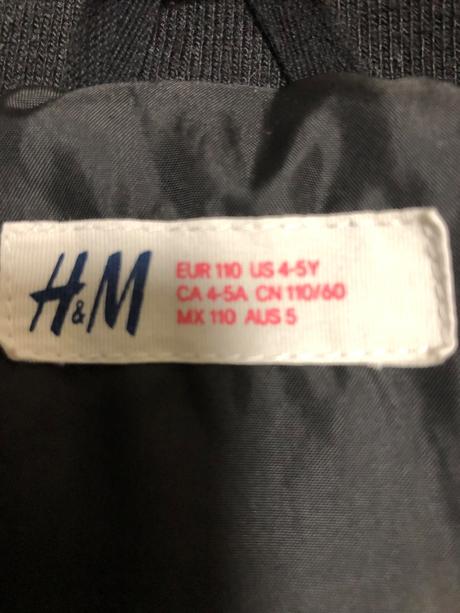 H&M
EUR 110 US 4-5Y
CA 4-5A CN 110/60
MX 110 AUS 5